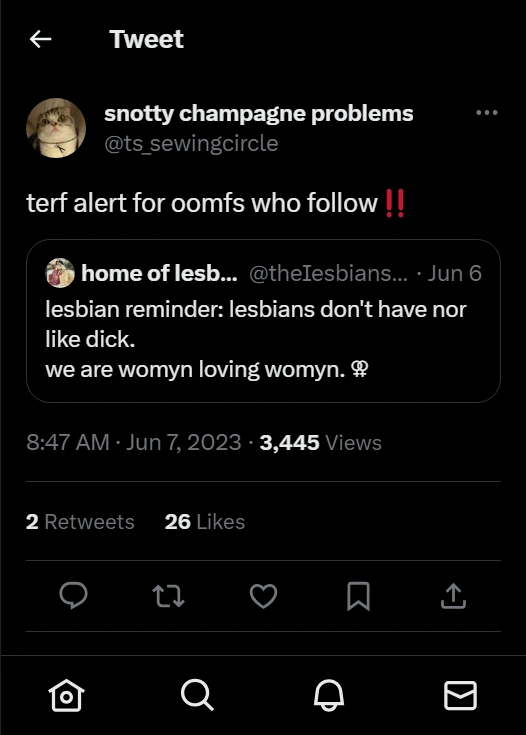 Tweet
snotty champagne problems
@ts_sewingcircle
terf alert for oomfs who follow‼️
home of lesb... @theIesbians... · Jun 6
lesbian reminder: lesbians don't have nor
like dick.
we are womyn loving womyn. ⚢
8:47 AM · Jun 7, 2023 · 3,445 Views
2 Retweets 26 Likes